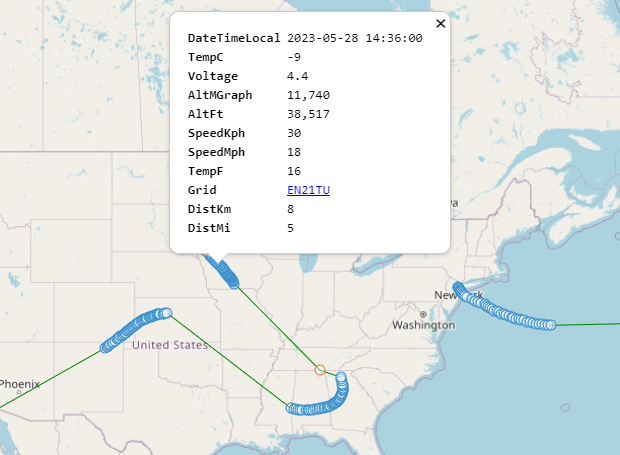 ×
DateTimeLocal 2023-05-28 14:36:00
TempC -9
Voltage 4.4
AltMGraph 11,740
AltFt 38,517
SpeedKph 30
SpeedMph 18
TempF 16
Grid EN21TU
DistKm 8
DistMi 5
New York
Washington
United States
Phoenix